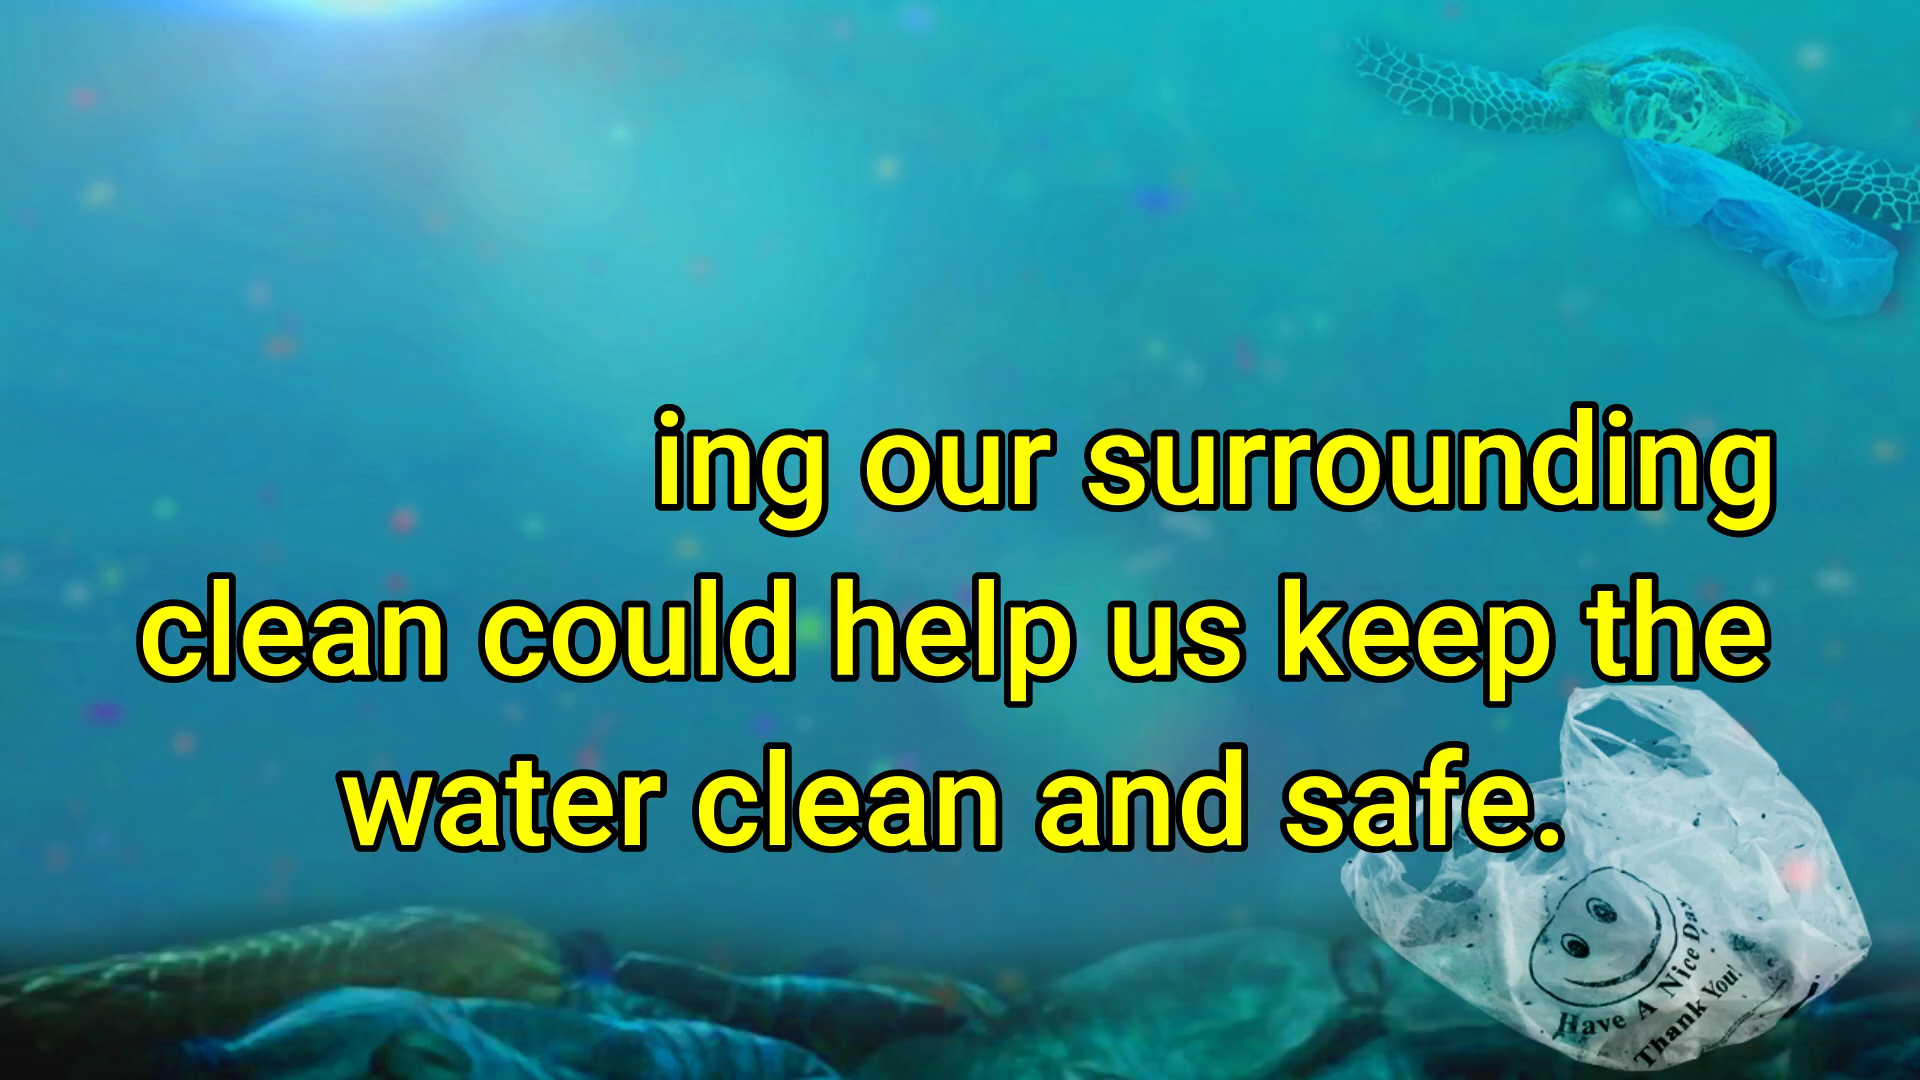 ing our surrounding
clean could help us keep the
water clean and safe.
Have A Nice Day
Thank You!